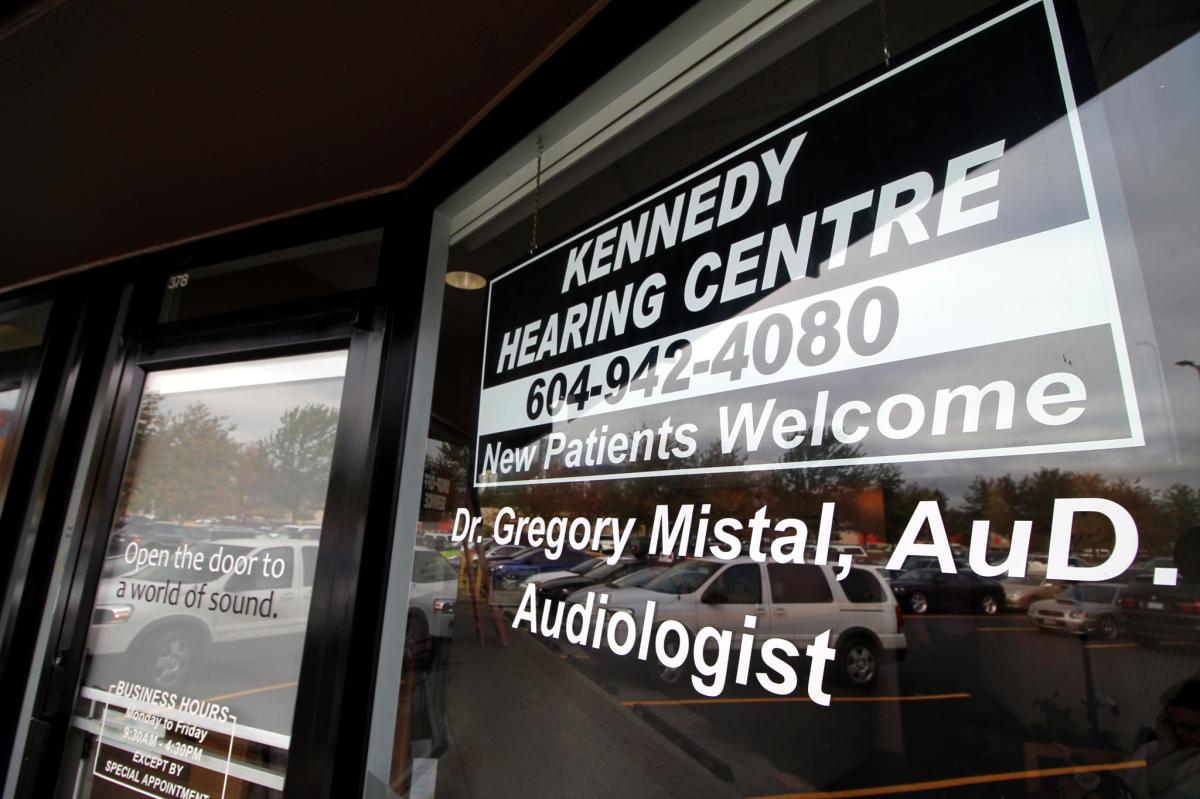 378
Open the door to
a world of sound.
BUSINESS HOURS
Monday to Friday
9:30AM - 4:30PM
EXCEPT BY
SPECIAL APPOINTMENT
KENNEDY
HEARING CENTRE
604-942-4080
New Patients Welcome
Dr. Gregory Mistal, AuD.
Audiologist